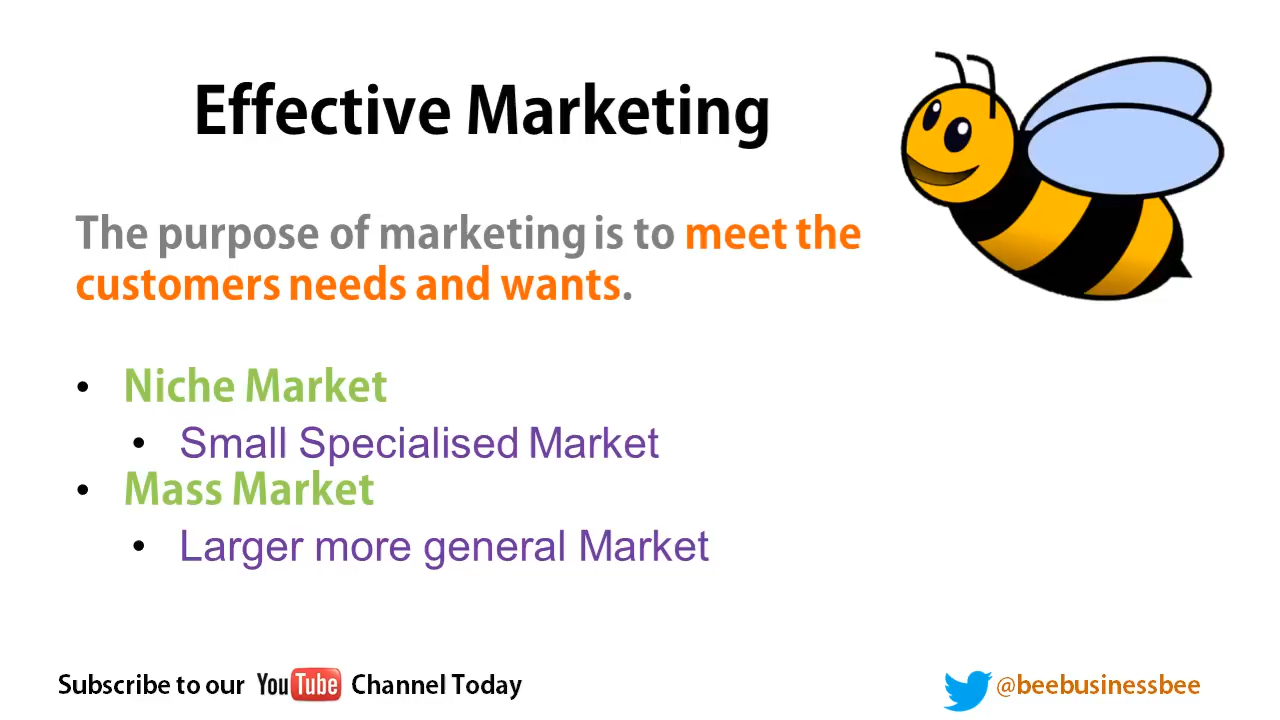 Effective Marketing
The purpose of marketing is to meet the
customers needs and wants.
• Niche Market
• Small Specialised Market
• Mass Market
• Larger more general Market
Subscribe to our YouTube Channel Today
@beebusinessbee